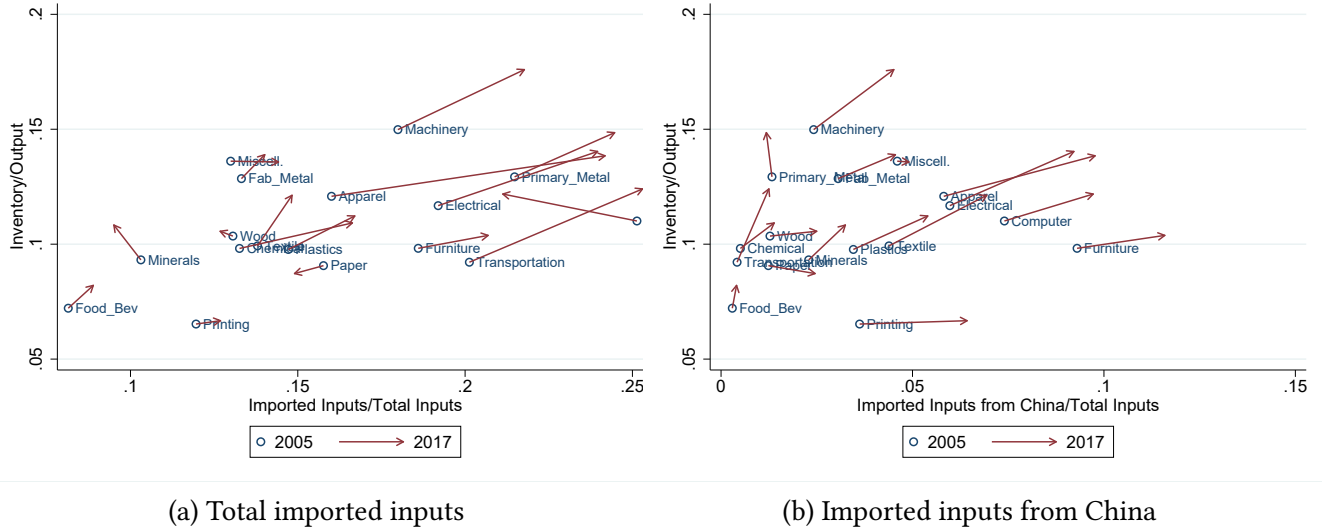 .2
.15
.1
.05
Inventory/Output
Machinery
Miscell.
Fab_Metal
Primary_Metal
Apparel
Electrical
Wood
Chemical
Textile
Plastics
Furniture
Minerals
Paper
Transportation
Food_Bev
Printing
.1
.15
.2
.25
Imported Inputs/Total Inputs
2005
2017
(a) Total imported inputs
.2
.15
.1
.05
Inventory/Output
Machinery
Miscell.
Primary_Metal
Fab_Metal
Apparel
Electrical
Computer
Wood
Chemical
Textile
Plastics
Furniture
Transportation
Minerals
Paper
Food_Bev
Printing
0
.05
.1
.15
Imported Inputs from China/Total Inputs
2005
2017
(b) Imported inputs from China